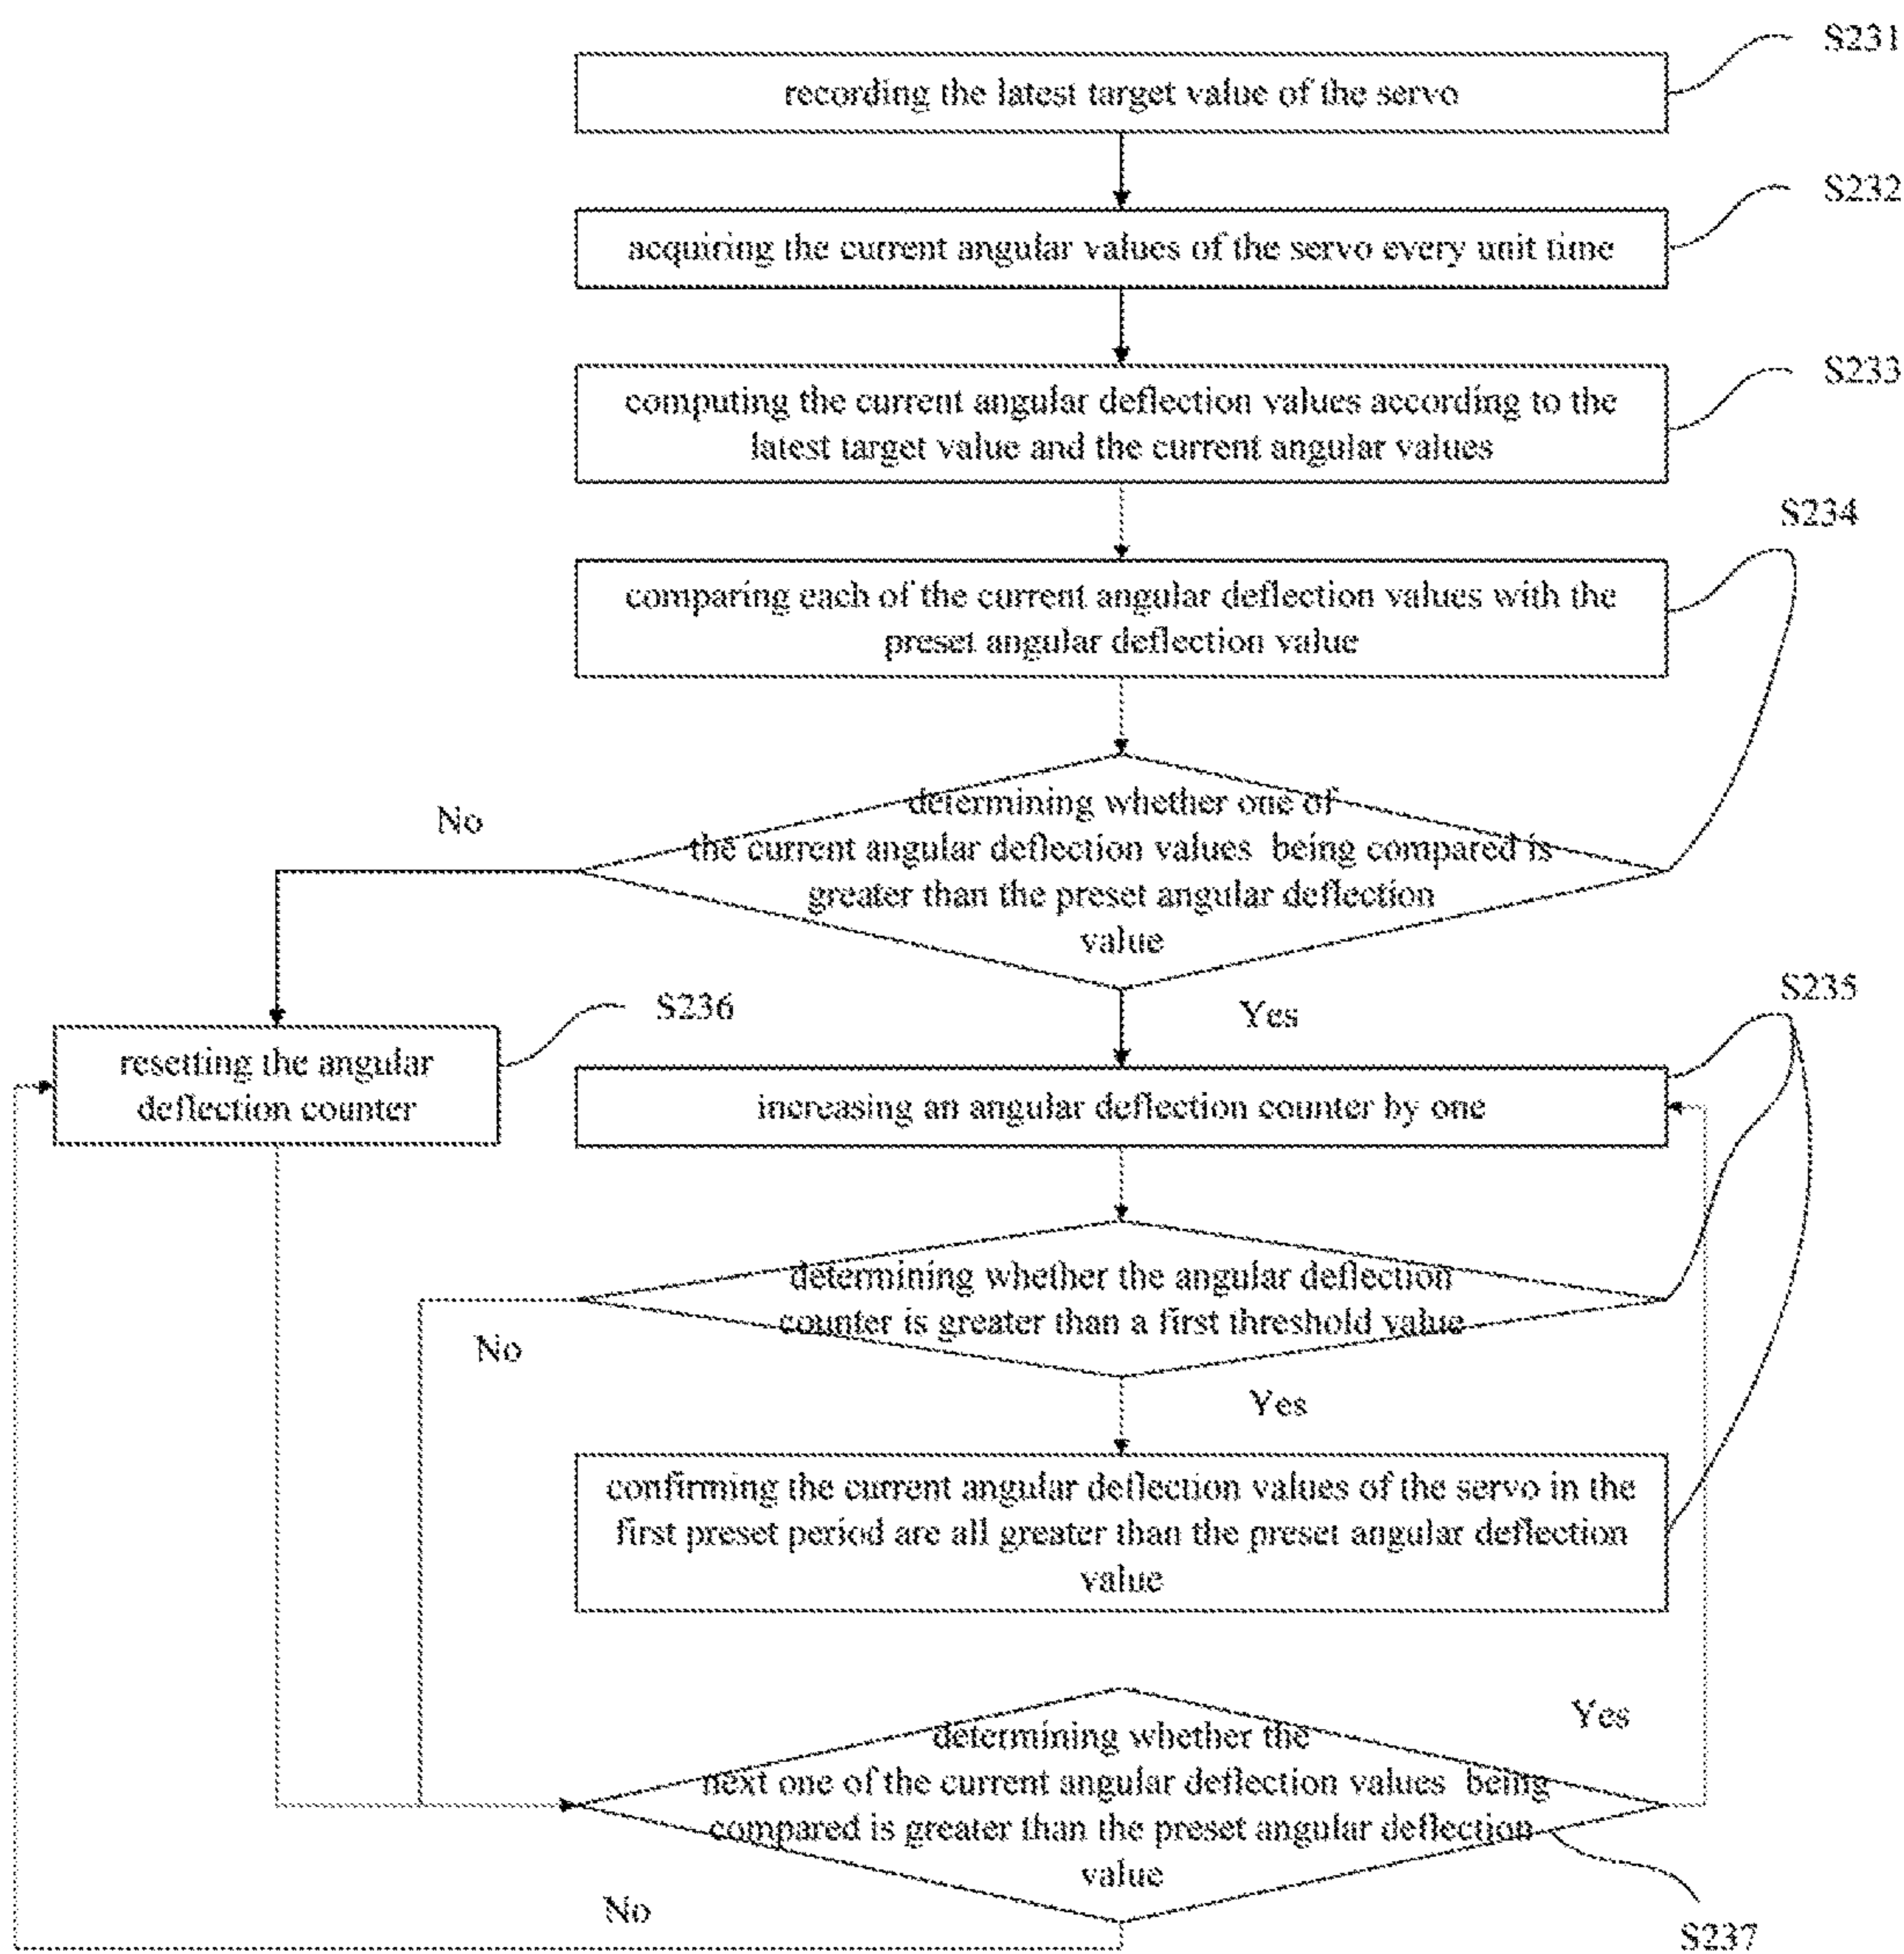 S231
recording the latest target value of the servo
S232
acquiring the current angular values of the servo every unit time
S233
computing the current angular deflection values according to the
latest target value and the current angular values
S234
comparing each of the current angular deflection values with the
preset angular deflection value
No
determining whether one of
the current angular deflection values being compared is
greater than the preset angular deflection
value
Yes
S235
S236
resetting the angular
deflection counter
increasing an angular deflection counter by one
determining whether the angular deflection
counter is greater than a first threshold value
No
Yes
confirming the current angular deflection values of the servo in the
first preset period are all greater than the preset angular deflection
value
Yes
determining whether the
next one of the current angular deflection values being
compared is greater than the preset angular deflection
value
No
S237